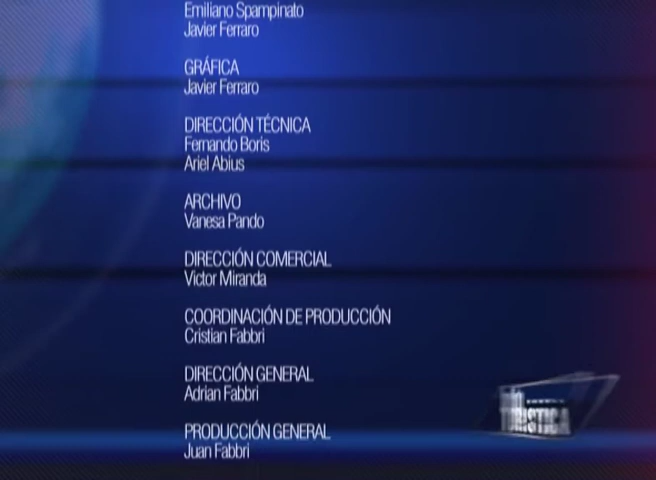 Emiliano Spampinato
Javier Ferraro
GRÁFICA
Javier Ferraro
DIRECCIÓN TÉCNICA
Fernando Boris
Ariel Abius
ARCHIVO
Vanesa Pando
DIRECCIÓN COMERCIAL
Victor Miranda
COORDINACIÓN DE PRODUCCIÓN
Cristian Fabbri
DIRECCIÓN GENERAL
Adrian Fabbri
PRODUCCIÓN GENERAL
Juan Fabbri
TURISTICA